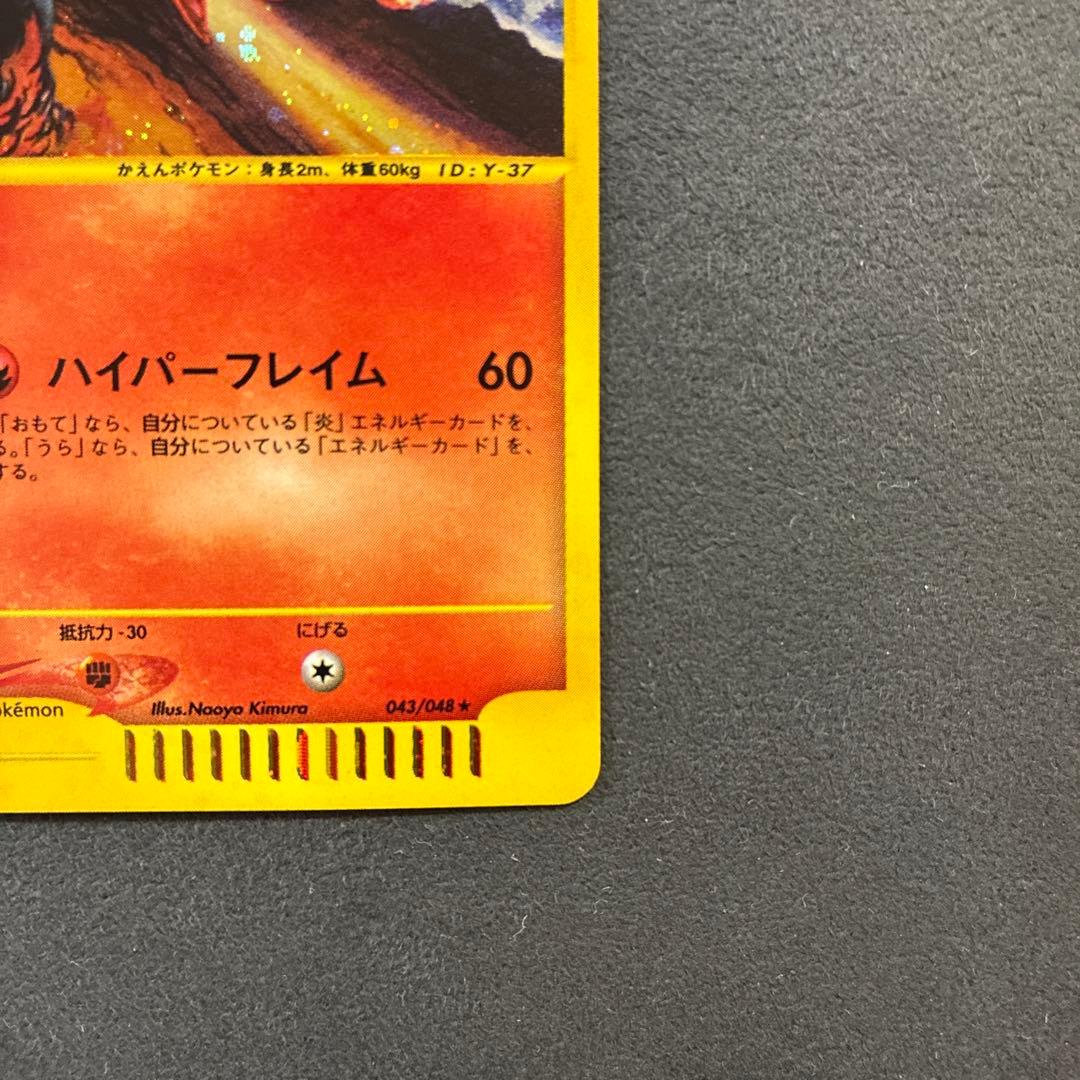 かえんポケモン：身長2m、体重60kg ID：Y-37
ハイパーフレイム 60
「おもて」なら、自分についている「炎」エネルギーカードを、
る。「うら」なら、自分についている「エネルギーカード」を、
する。
抵抗力 -30 にげる
okémon Illus.Naoyo Kimura 043/048★